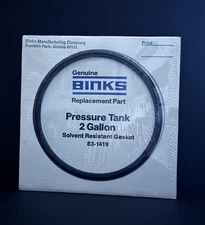 Binks Manufacturing Company
Franklin Park, Illinois 60131
Price:
Genuine
BINKS
Replacement Part
Pressure Tank
2 Gallon
Solvent Resistant Gasket
83-1419